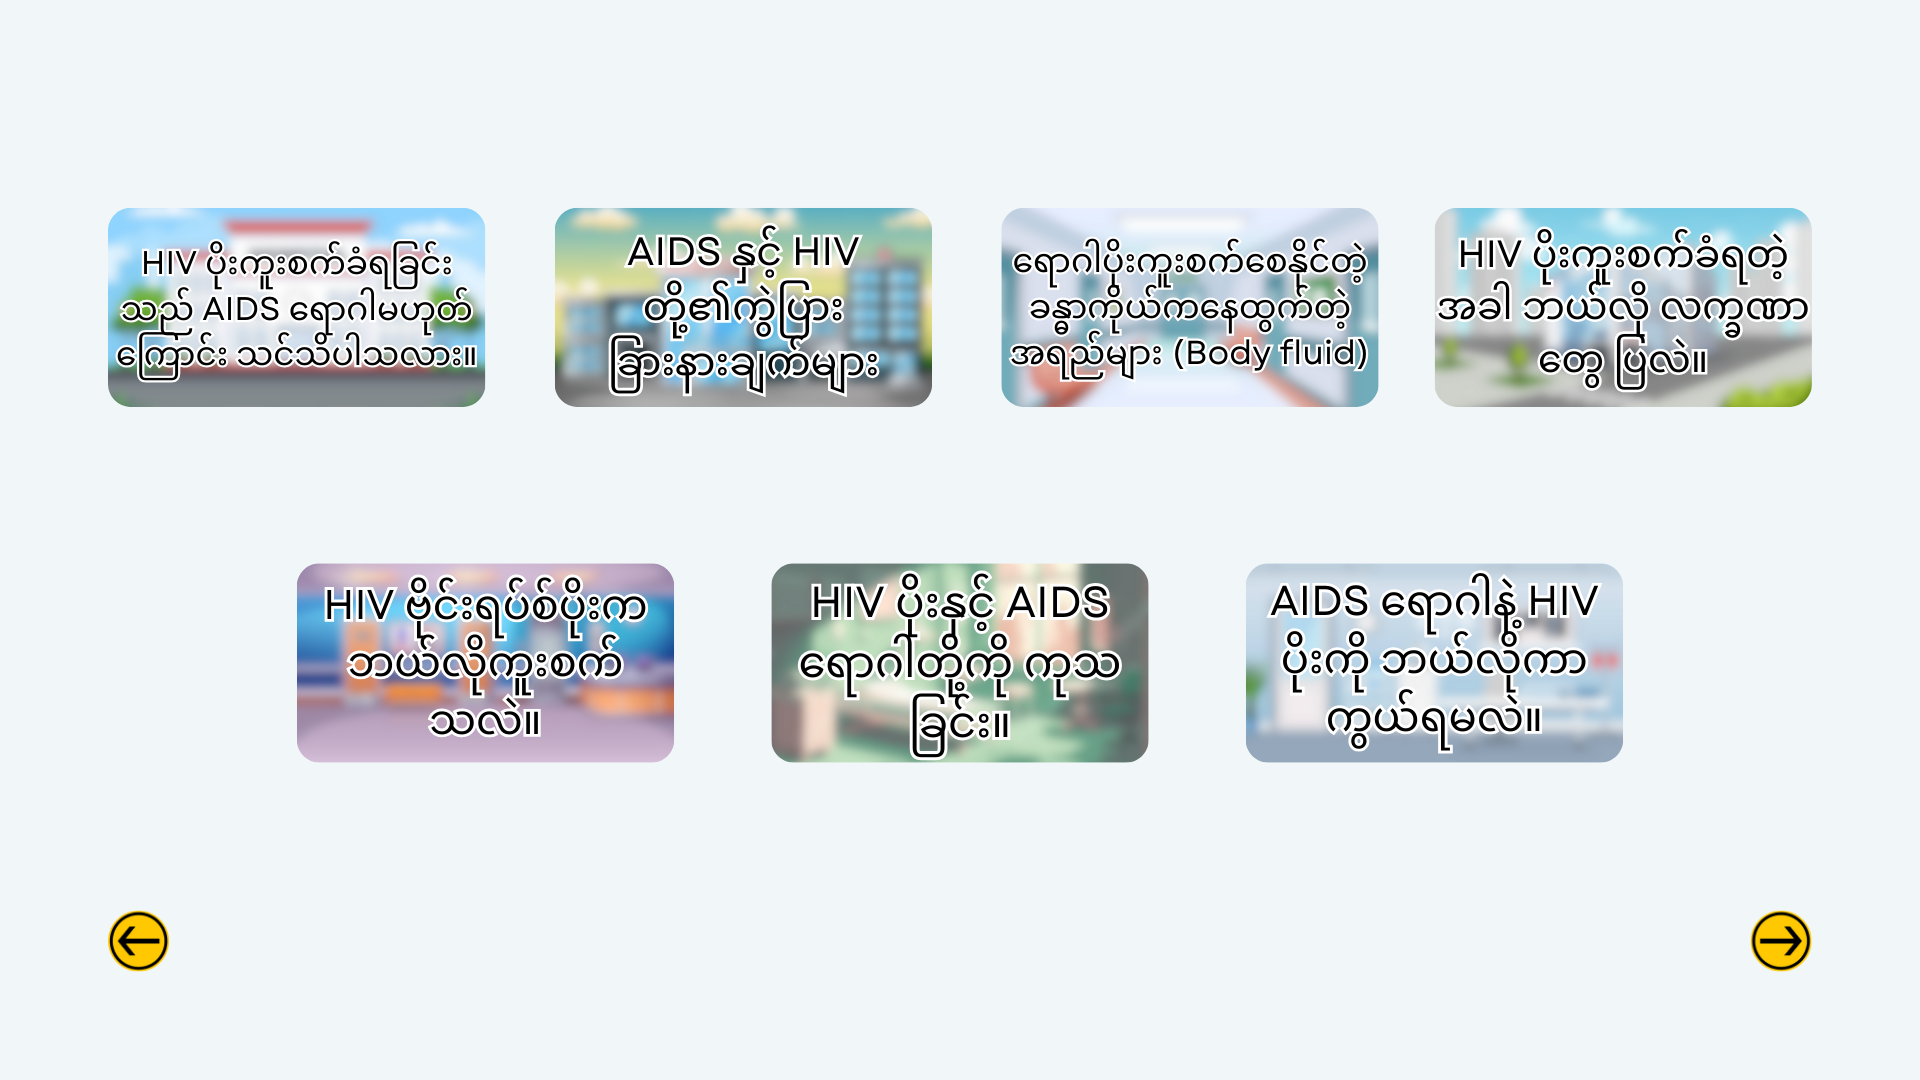 HIV ပိုးကူးစက်ခံရခြင်း
သည် AIDS ရောဂါမဟုတ်
ကြောင်း သင်သိပါသလား။
AIDS နှင့် HIV
တို့၏ကွဲပြား
ခြားနားချက်များ
ရောဂါပိုးကူးစက်စေနိုင်တဲ့
ခန္ဓာကိုယ်ကနေထွက်တဲ့
အရည်များ (Body fluid)
HIV ပိုးကူးစက်ခံရတဲ့
အခါ ဘယ်လို လက္ခဏာ
တွေ ပြလဲ။
HIV ဗိုင်းရပ်စ်ပိုးက
ဘယ်လိုကူးစက်
သလဲ။
HIV ပိုးနှင့် AIDS
ရောဂါတို့ကို ကုသ
ခြင်း။
AIDS ရောဂါနဲ့ HIV
ပိုးကို ဘယ်လိုကာ
ကွယ်ရမလဲ။